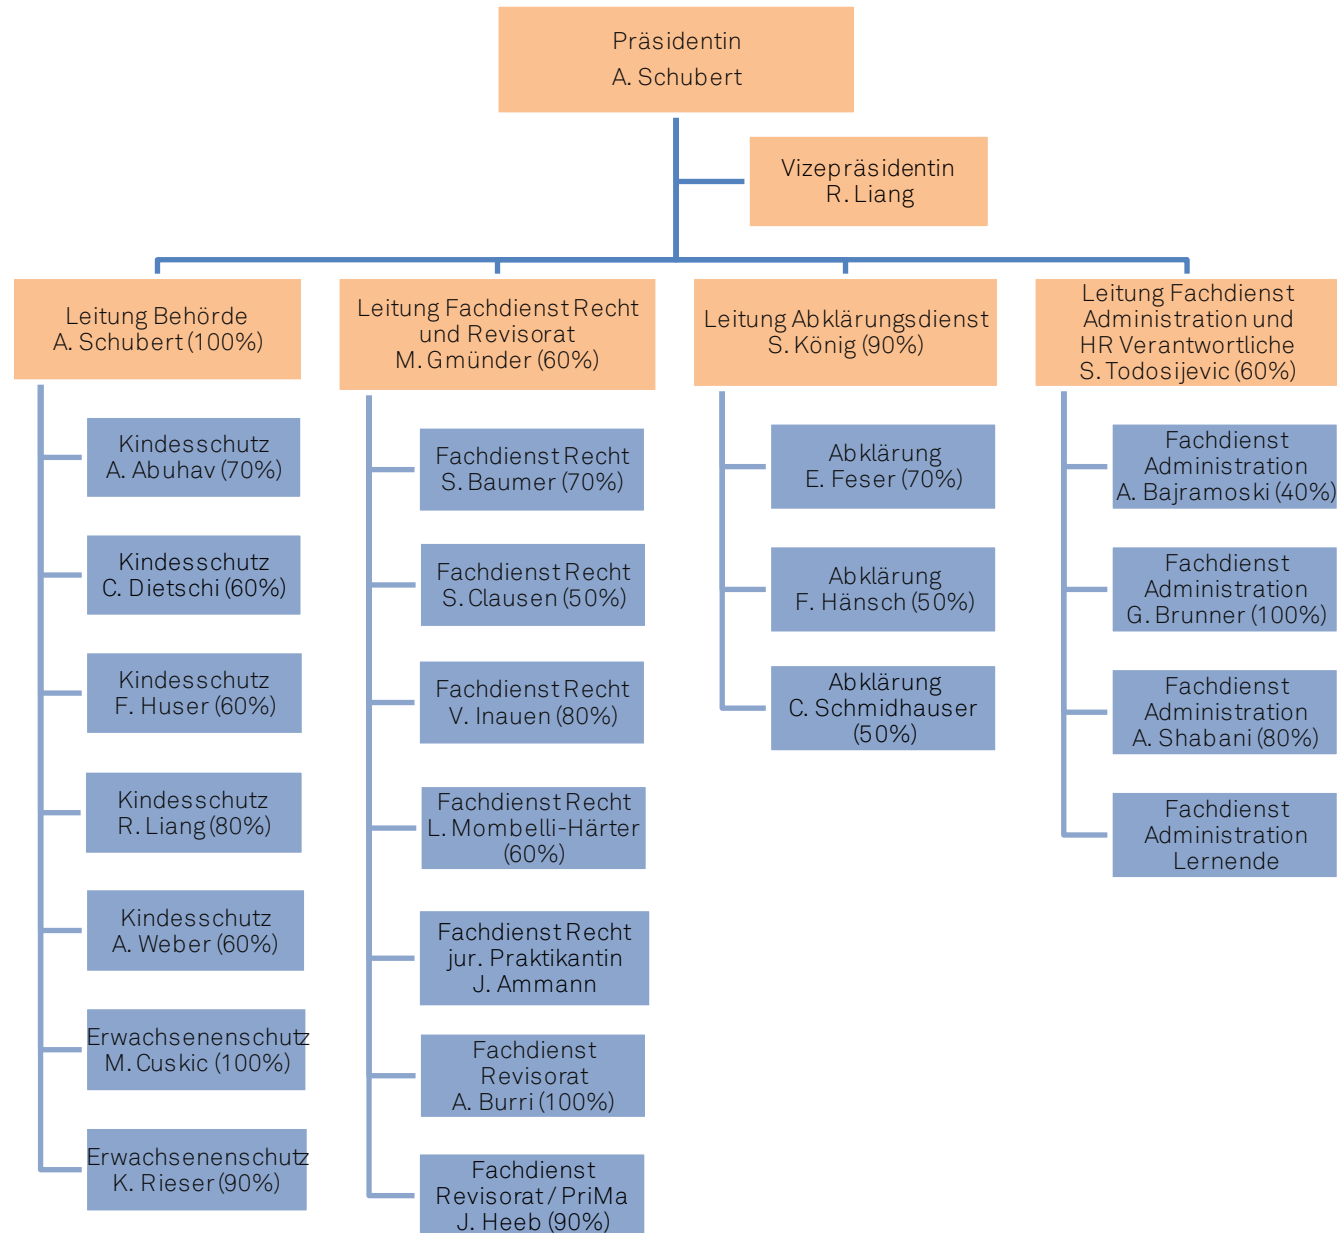 Präsidentin
A. Schubert
Vizepräsidentin
R. Liang
Leitung Behörde
A. Schubert (100%)
Kindesschutz
A. Abuhav (70%)
Kindesschutz
C. Dietschi (60%)
Kindesschutz
F. Huser (60%)
Kindesschutz
R. Liang (80%)
Kindesschutz
A. Weber (60%)
Erwachsenenschutz
M. Cuskic (100%)
Erwachsenenschutz
K. Rieser (90%)
Leitung Fachdienst Recht
und Revisorat
M. Gmünder (60%)
Fachdienst Recht
S. Baumer (70%)
Fachdienst Recht
S. Clausen (50%)
Fachdienst Recht
V. Inauen (80%)
Fachdienst Recht
L. Mombelli-Härter
(60%)
Fachdienst Recht
jur. Praktikantin
J. Ammann
Fachdienst
Revisorat
A. Burri (100%)
Fachdienst
Revisorat / PriMa
J. Heeb (90%)
Leitung Abklärungsdienst
S. König (90%)
Abklärung
E. Feser (70%)
Abklärung
F. Hänsch (50%)
Abklärung
C. Schmidhauser
(50%)
Leitung Fachdienst
Administration und
HR Verantwortliche
S. Todosijevic (60%)
Fachdienst
Administration
A. Bajramoski (40%)
Fachdienst
Administration
G. Brunner (100%)
Fachdienst
Administration
A. Shabani (80%)
Fachdienst
Administration
Lernende